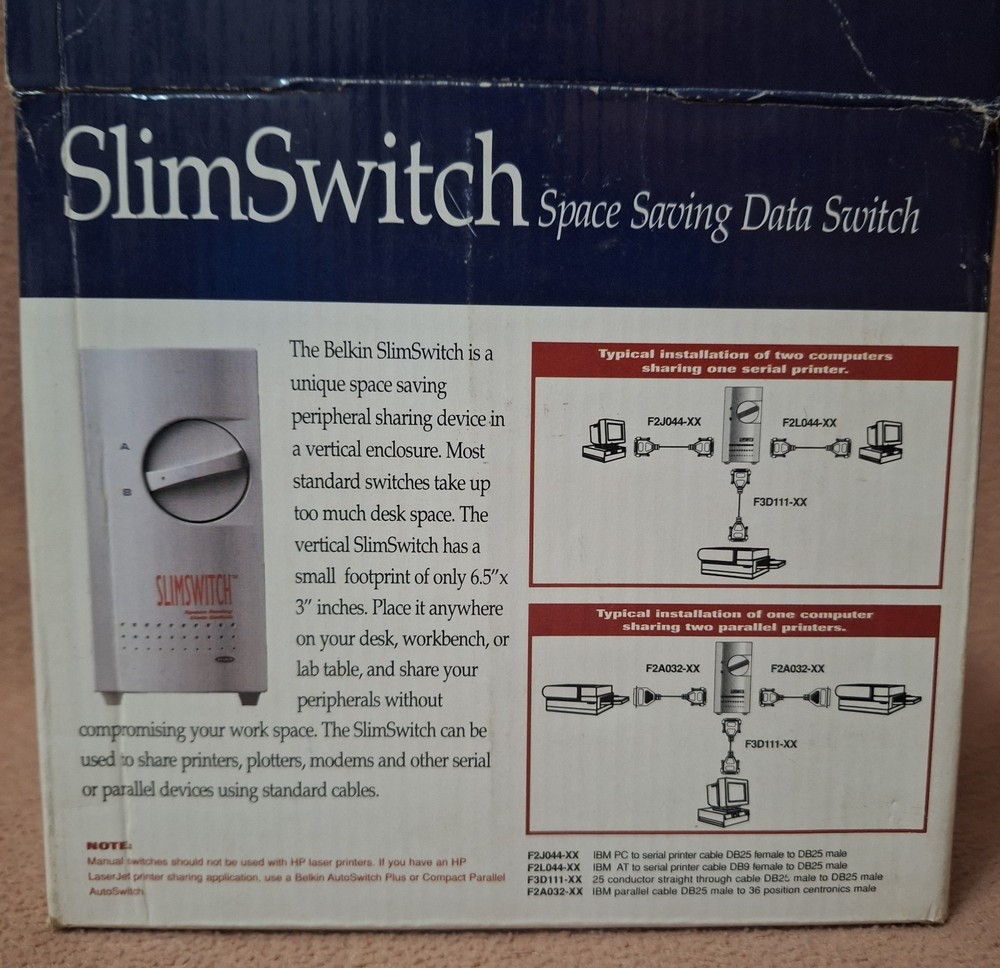 SlimSwitch Space Saving Data Switch
The Belkin SlimSwitch is a
unique space saving
peripheral sharing device in
a vertical enclosure. Most
standard switches take up
too much desk space. The
vertical SlimSwitch has a
small footprint of only 6.5"x
3" inches. Place it anywhere
on your desk, workbench, or
lab table, and share your
peripherals without
compromising your work space. The SlimSwitch can be
used to share printers, plotters, modems and other serial
or parallel devices using standard cables.
A
B
SLIMSWITCH™
Space Saving
Data Switch
NOTE:
Manual switches should not be used with HP laser printers. If you have an HP
LaserJet printer sharing application, use a Belkin AutoSwitch Plus or Compact Parallel
AutoSwitch.
Typical installation of two computers
sharing one serial printer.
F2J044-XX
F2L044-XX
F3D111-XX
Typical installation of one computer
sharing two parallel printers.
F2A032-XX
F2A032-XX
F3D111-XX
F2J044-XX IBM PC to serial printer cable DB25 female to DB25 male
F2L044-XX IBM AT to serial printer cable DB9 female to DB25 male
F3D111-XX 25 conductor straight through cable DB25 male to DB25 male
F2A032-XX IBM parallel cable DB25 male to 36 position centronics male